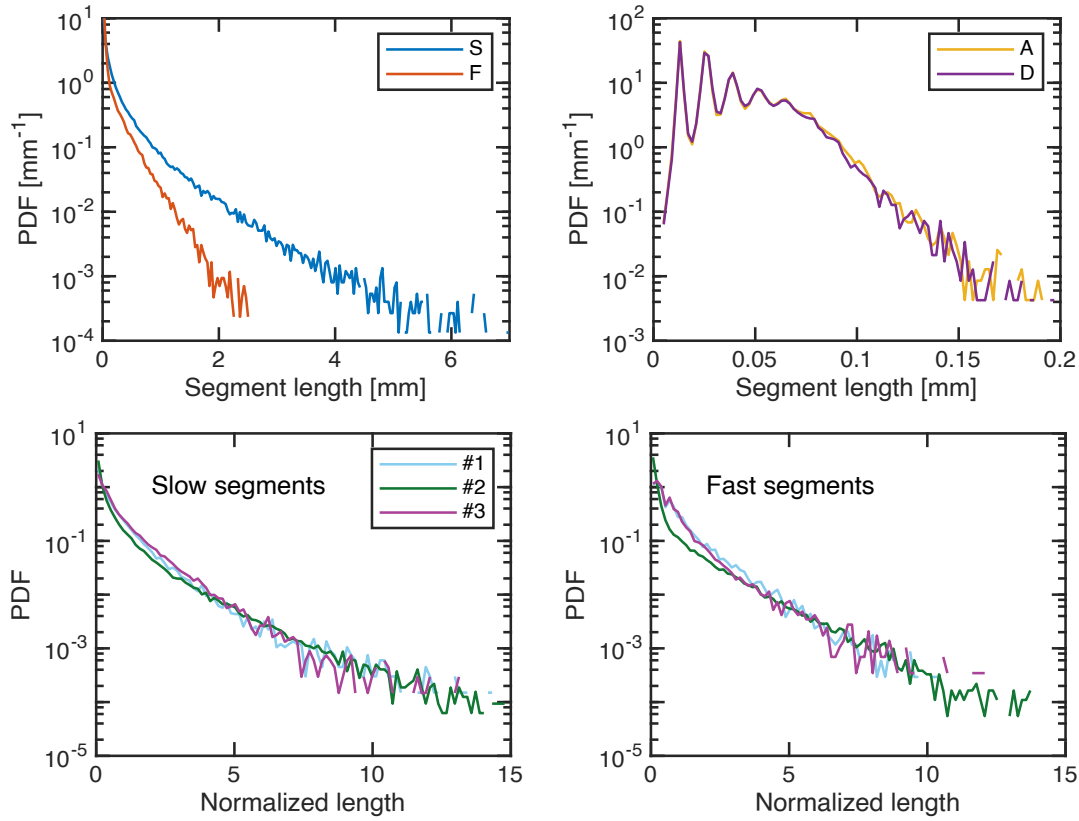 10^1
10^0
10^-1
10^-2
10^-3
10^-4
PDF [mm^-1]
S
F
0 2 4 6
Segment length [mm]
10^2
10^1
10^0
10^-1
10^-2
10^-3
PDF [mm^-1]
A
D
0 0.05 0.1 0.15 0.2
Segment length [mm]
10^1
10^-1
10^-3
10^-5
PDF
Slow segments
#1
#2
#3
0 5 10 15
Normalized length
10^1
10^-1
10^-3
10^-5
PDF
Fast segments
0 5 10 15
Normalized length